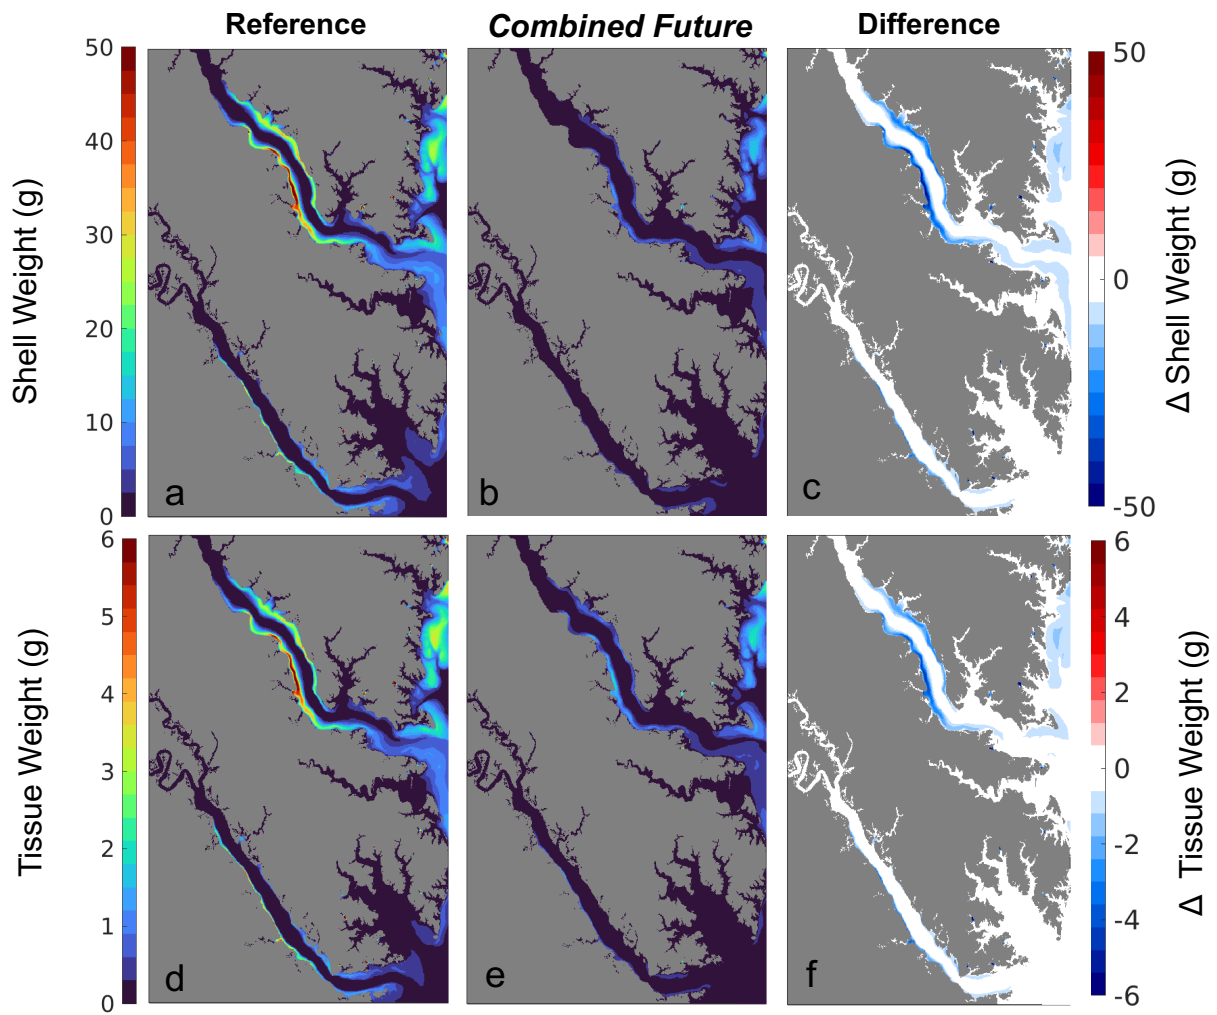 Reference
Combined Future
Difference
Shell Weight (g)
50
40
30
20
10
0
a
b
c
50
0
-50
Δ Shell Weight (g)
Tissue Weight (g)
6
5
4
3
2
1
0
d
e
f
6
4
2
0
-2
-4
-6
Δ Tissue Weight (g)